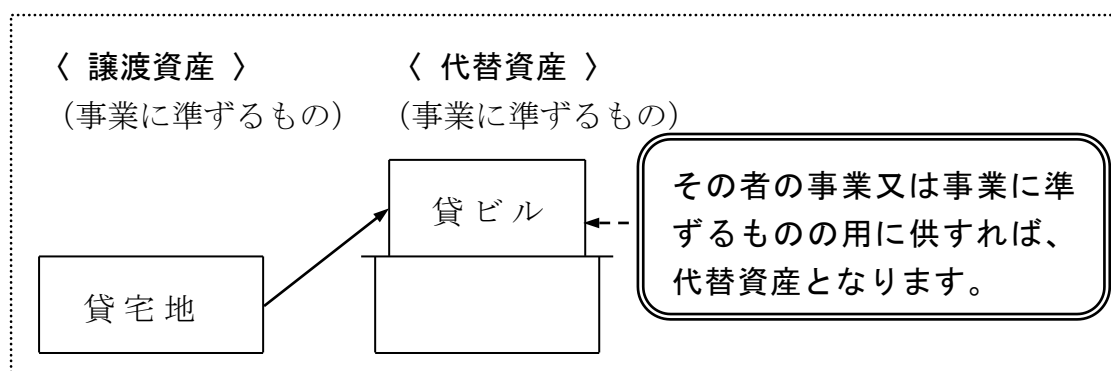 〈 譲渡資産 〉
(事業に準ずるもの)
〈 代替資産 〉
(事業に準ずるもの)
貸宅地
貸ビル
その者の事業又は事業に準
ずるものの用に供すれば、
代替資産となります。